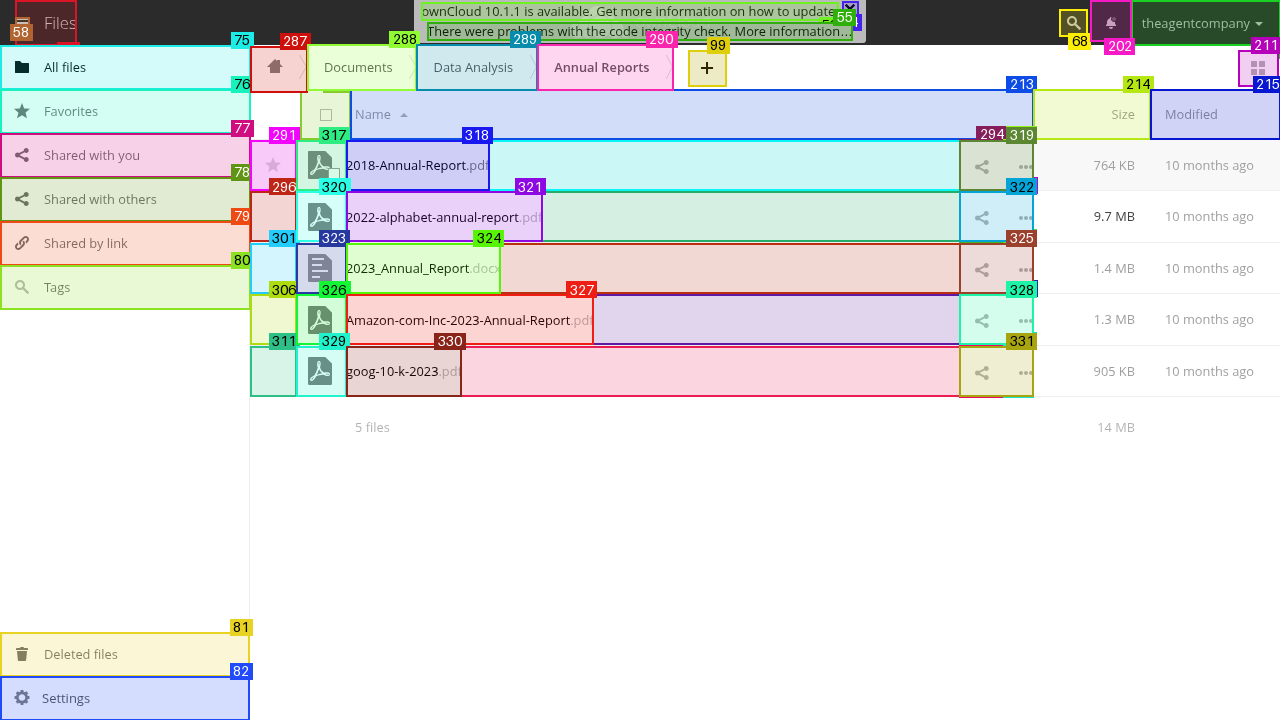 ownCloud 10.1.1 is available. Get more information on how to update
There were problems with the code integrity check. More information...
55
Files
58
68
202
theagentcompany
75
287
288
289
290
99
211
All files
Documents
Data Analysis
Annual Reports
+
76
213
214
215
Favorites
Name
Size
Modified
77
291
317
318
294
319
Shared with you
2018-Annual-Report.pdf
764 KB
10 months ago
78
296
320
321
322
Shared with others
2022-alphabet-annual-report.pdf
9.7 MB
10 months ago
79
301
323
324
325
Shared by link
2023_Annual_Report.docx
1.4 MB
10 months ago
80
306
326
327
328
Tags
Amazon-com-Inc-2023-Annual-Report.pdf
1.3 MB
10 months ago
311
329
330
331
goog-10-k-2023.pdf
905 KB
10 months ago
5 files
14 MB
81
Deleted files
82
Settings